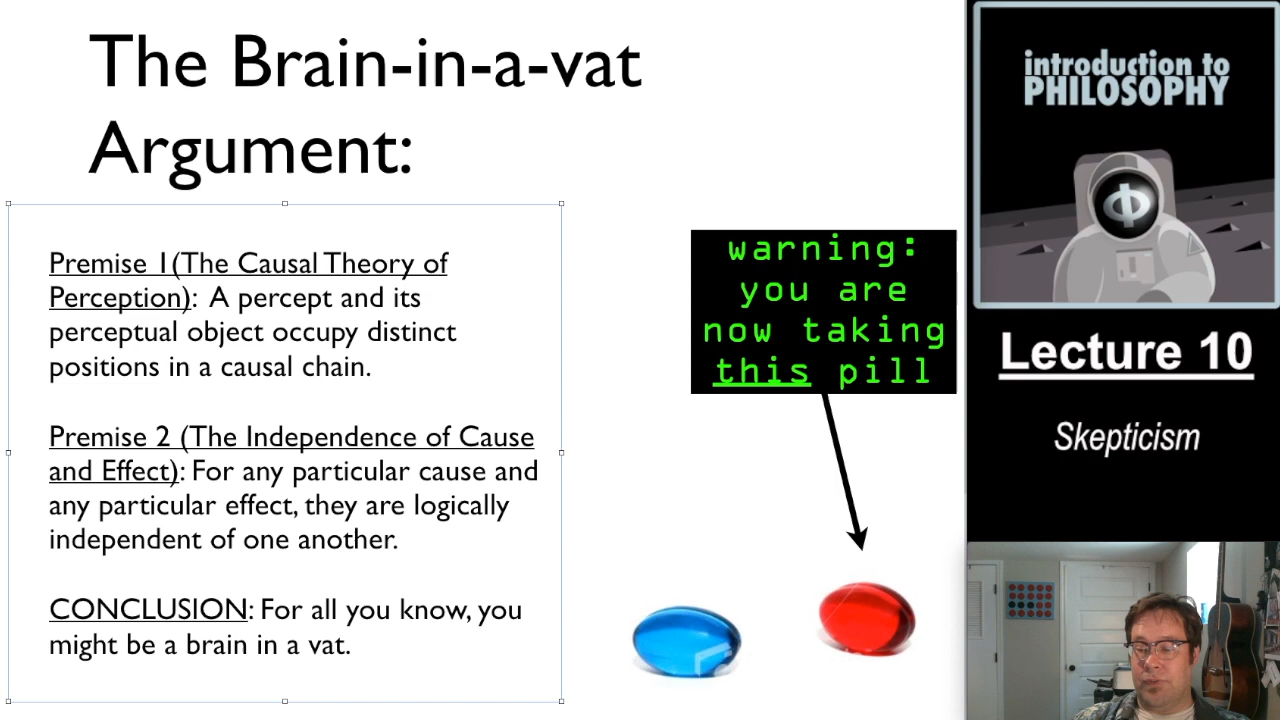 The Brain-in-a-vat
Argument:
Premise 1(The Causal Theory of
Perception):  A percept and its
perceptual object occupy distinct
positions in a causal chain.
Premise 2 (The Independence of Cause
and Effect): For any particular cause and
any particular effect, they are logically
independent of one another.
CONCLUSION: For all you know, you
might be a brain in a vat.
warning:
you are
now taking
this pill
introduction to
PHILOSOPHY
Lecture 10
Skepticism